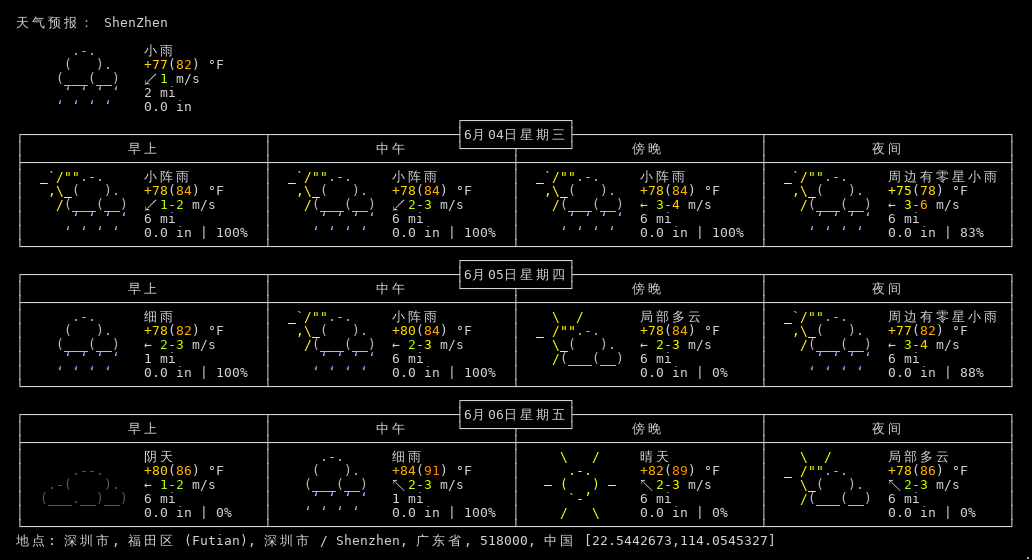 天气预报: ShenZhen
小雨
+77(82) °F
↙ 1 m/s
2 mi
0.0 in
6月04日星期三
早上 中午 傍晚 夜间
小阵雨 小阵雨 小阵雨 周边有零星小雨
+78(84) °F +78(84) °F +78(84) °F +75(78) °F
↙ 1-2 m/s ↙ 2-3 m/s ← 3-4 m/s ← 3-6 m/s
6 mi 6 mi 6 mi 6 mi
0.0 in | 100% 0.0 in | 100% 0.0 in | 100% 0.0 in | 83%
6月05日星期四
早上 中午 傍晚 夜间
细雨 小阵雨 局部多云 周边有零星小雨
+78(82) °F +80(84) °F +78(84) °F +77(82) °F
← 2-3 m/s ← 2-3 m/s ← 2-3 m/s ← 3-4 m/s
1 mi 6 mi 6 mi 6 mi
0.0 in | 100% 0.0 in | 100% 0.0 in | 0% 0.0 in | 88%
6月06日星期五
早上 中午 傍晚 夜间
阴天 细雨 晴天 局部多云
+80(86) °F +84(91) °F +82(89) °F +78(86) °F
← 1-2 m/s ↖ 2-3 m/s ↖ 2-3 m/s ↖ 2-3 m/s
6 mi 1 mi 6 mi 6 mi
0.0 in | 0% 0.0 in | 100% 0.0 in | 0% 0.0 in | 0%
地点: 深圳市, 福田区 (Futian), 深圳市 / Shenzhen, 广东省, 518000, 中国 [22.5442673,114.0545327]